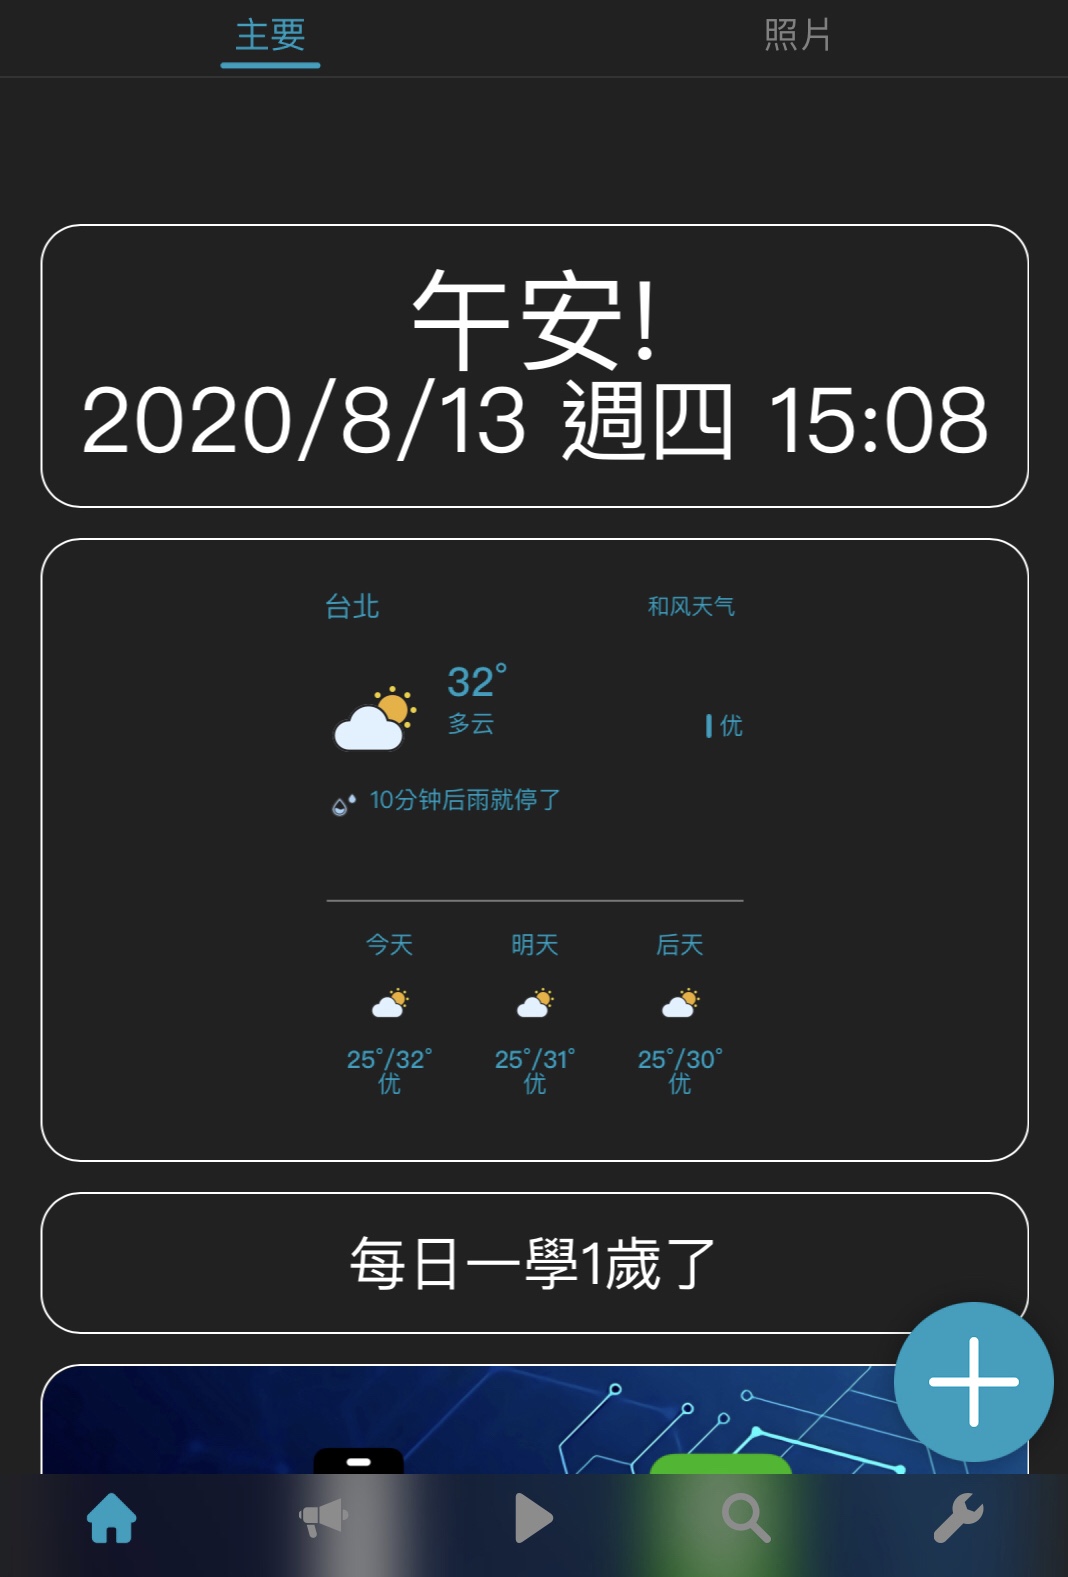 主要 照片
午安!
2020/8/13 週四 15:08
台北 和风天气
32°
多云 优
10分钟后雨就停了
今天 明天 后天
25°/32° 25°/31° 25°/30°
优 优 优
每日一學1歲了